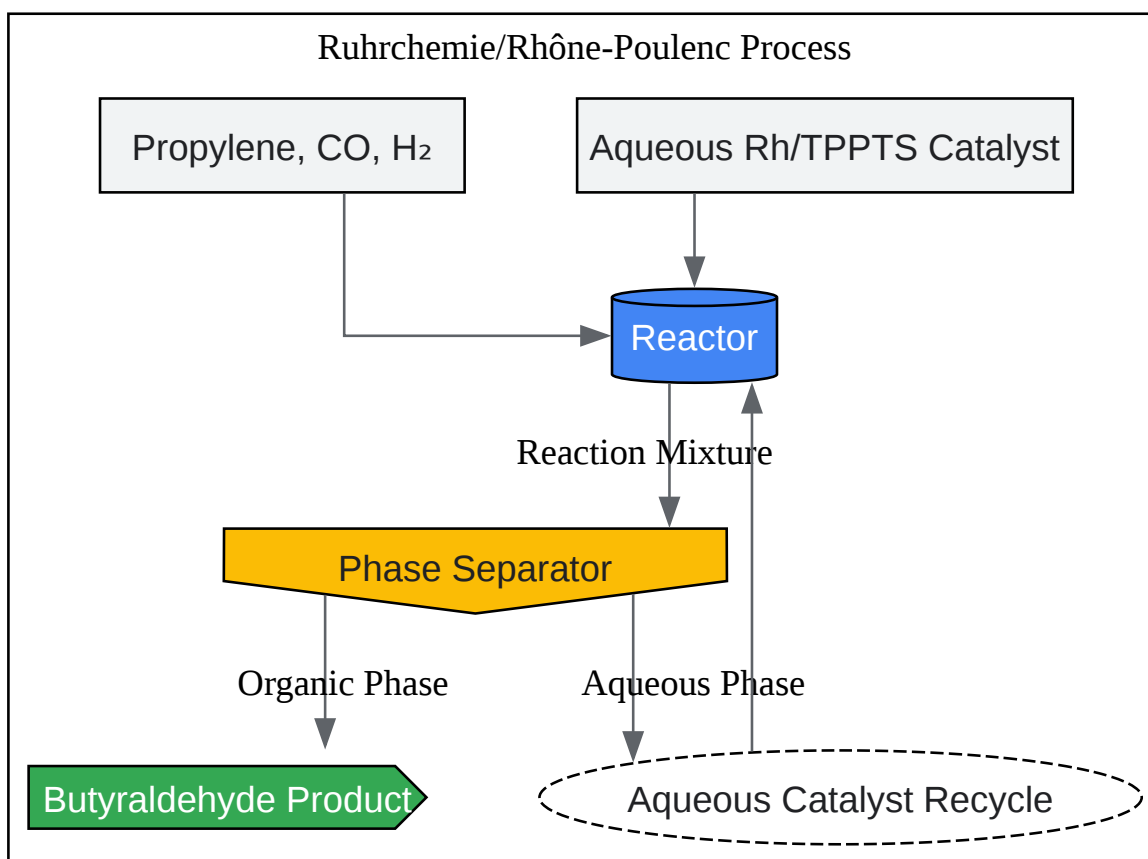 Ruhrchemie/Rhône-Poulenc Process
Propylene, CO, H₂
Aqueous Rh/TPPTS Catalyst
Reactor
Reaction Mixture
Phase Separator
Organic Phase
Aqueous Phase
Butyraldehyde Product
Aqueous Catalyst Recycle